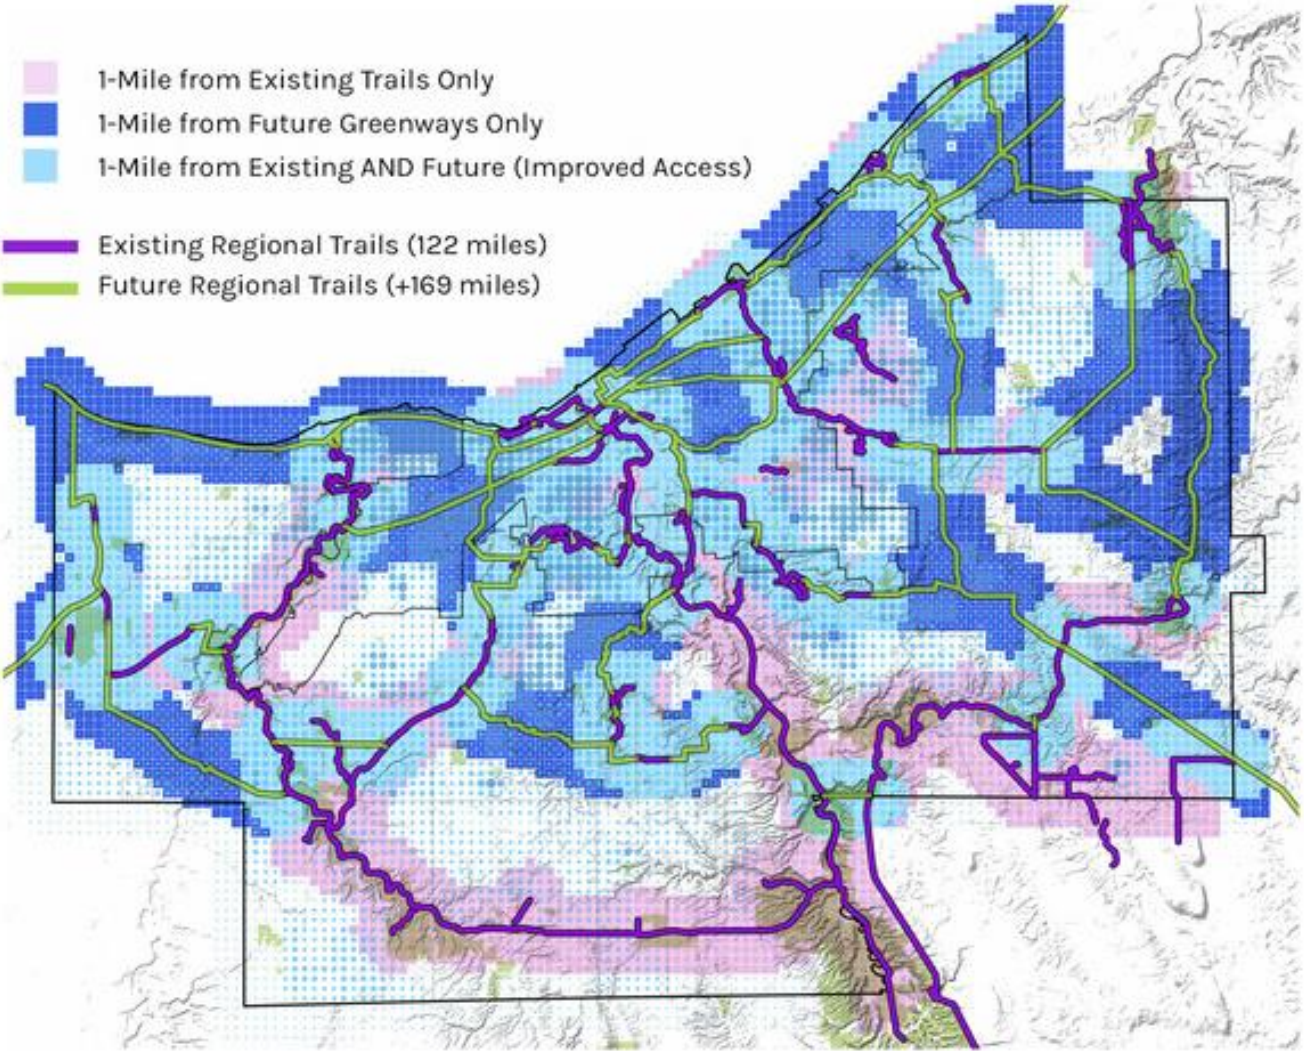 1-Mile from Existing Trails Only
1-Mile from Future Greenways Only
1-Mile from Existing AND Future (Improved Access)
Existing Regional Trails (122 miles)
Future Regional Trails (+169 miles)